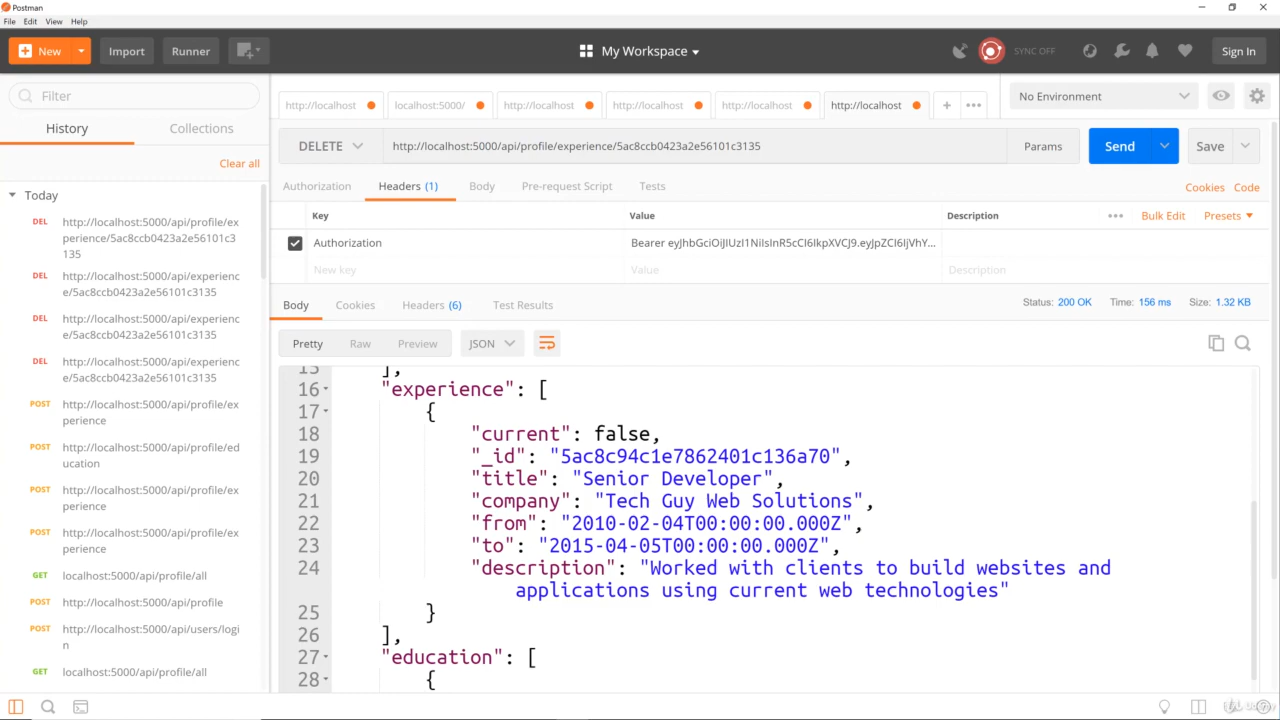 Postman
File Edit View Help
New Import Runner My Workspace SYNC OFF Sign In
Filter
History Collections
Clear all
Today
DEL http://localhost:5000/api/profile/ex
perience/5ac8ccb0423a2e56101c3
135
DEL http://localhost:5000/api/experienc
e/5ac8ccb0423a2e56101c3135
DEL http://localhost:5000/api/experienc
e/5ac8ccb0423a2e56101c3135
DEL http://localhost:5000/api/experienc
e/5ac8ccb0423a2e56101c3135
POST http://localhost:5000/api/profile/ex
perience
POST http://localhost:5000/api/profile/ed
ucation
POST http://localhost:5000/api/profile/ex
perience
POST http://localhost:5000/api/profile/ex
perience
GET localhost:5000/api/profile/all
POST http://localhost:5000/api/profile
POST http://localhost:5000/api/users/logi
n
GET localhost:5000/api/profile/all
http://localhost localhost:5000/ http://localhost http://localhost http://localhost http://localhost + ••• No Environment
DELETE http://localhost:5000/api/profile/experience/5ac8ccb0423a2e56101c3135 Params Send Save
Authorization Headers (1) Body Pre-request Script Tests Cookies Code
Key Value Description ••• Bulk Edit Presets
Authorization Bearer eyJhbGciOiJIUzI1NiIsInR5cCI6IkpXVCJ9.eyJpZCI6IjVhY...
New key Value Description
Body Cookies Headers (6) Test Results Status: 200 OK Time: 156 ms Size: 1.32 KB
Pretty Raw Preview JSON
15 ],
16 "experience": [
17 {
18 "current": false,
19 "_id": "5ac8c94c1e7862401c136a70",
20 "title": "Senior Developer",
21 "company": "Tech Guy Web Solutions",
22 "from": "2010-02-04T00:00:00.000Z",
23 "to": "2015-04-05T00:00:00.000Z",
24 "description": "Worked with clients to build websites and
applications using current web technologies"
25 }
26 ],
27 "education": [
28 {